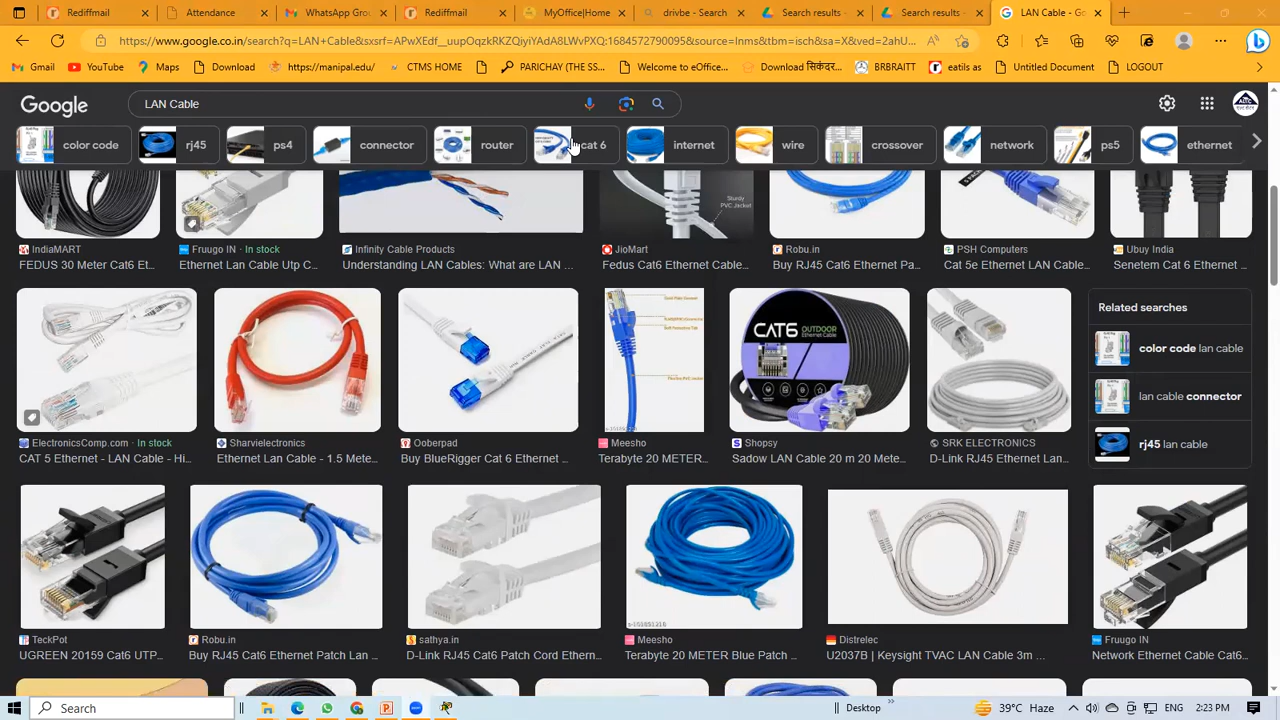 Rediffmail
Attendance
WhatsApp Grou
Rediffmail
MyOffice|Home
drivbe - Search
Search results -
Search results -
LAN Cable - Go
https://www.google.co.in/search?q=LAN+Cable&sxsrf=APwXEdf__uupOqzkRKZQjyiYAdA8LWvPXQ:1684572790095&source=lnms&tbm=isch&sa=X&ved=2ahU...
Gmail YouTube Maps Download https://manipal.edu/ CTMS HOME PARICHAY (THE SS... Welcome to eOffice... Download सिकंदर... BRBRAITT eatils as Untitled Document LOGOUT
Google
LAN Cable
color code rj45 ps4 connector router cat 6 internet wire crossover network ps5 ethernet
Sturdy
PVC Jacket
IndiaMART
FEDUS 30 Meter Cat6 Et...
Fruugo IN · In stock
Ethernet Lan Cable Utp C...
Infinity Cable Products
Understanding LAN Cables: What are LAN ...
JioMart
Fedus Cat6 Ethernet Cable...
Robu.in
Buy RJ45 Cat6 Ethernet Pa...
PSH Computers
Cat 5e Internet LAN Cable...
Ubuy India
Senetem Cat 6 Ethernet ...
CAT6 OUTDOOR
Ethernet Cable
Related searches
color code lan cable
lan cable connector
rj45 lan cable
ElectronicsComp.com · In stock
CAT 5 Ethernet - LAN Cable - Hi...
Sharvielectronics
Ethernet Lan Cable - 1.5 Mete...
Ooberpad
Buy BlueRigger Cat 6 Ethernet ...
Meesho
Terabyte 20 METER...
Shopsy
Sadow LAN Cable 20 m 20 Mete...
SRK ELECTRONICS
D-Link RJ45 Ethernet Lan...
TeckPot
UGREEN 20159 Cat6 UTP...
Robu.in
Buy RJ45 Cat6 Ethernet Patch Lan ...
sathya.in
D-Link RJ45 Patch Cord Ethern...
Meesho
Terabyte 20 METER Blue Patch ...
Distrelec
U2037B | Keysight TVAC LAN Cable 3m ...
Fruugo IN
Network Ethernet Cable Cat6...
Search
Desktop
39°C Haze
ENG
2:23 PM